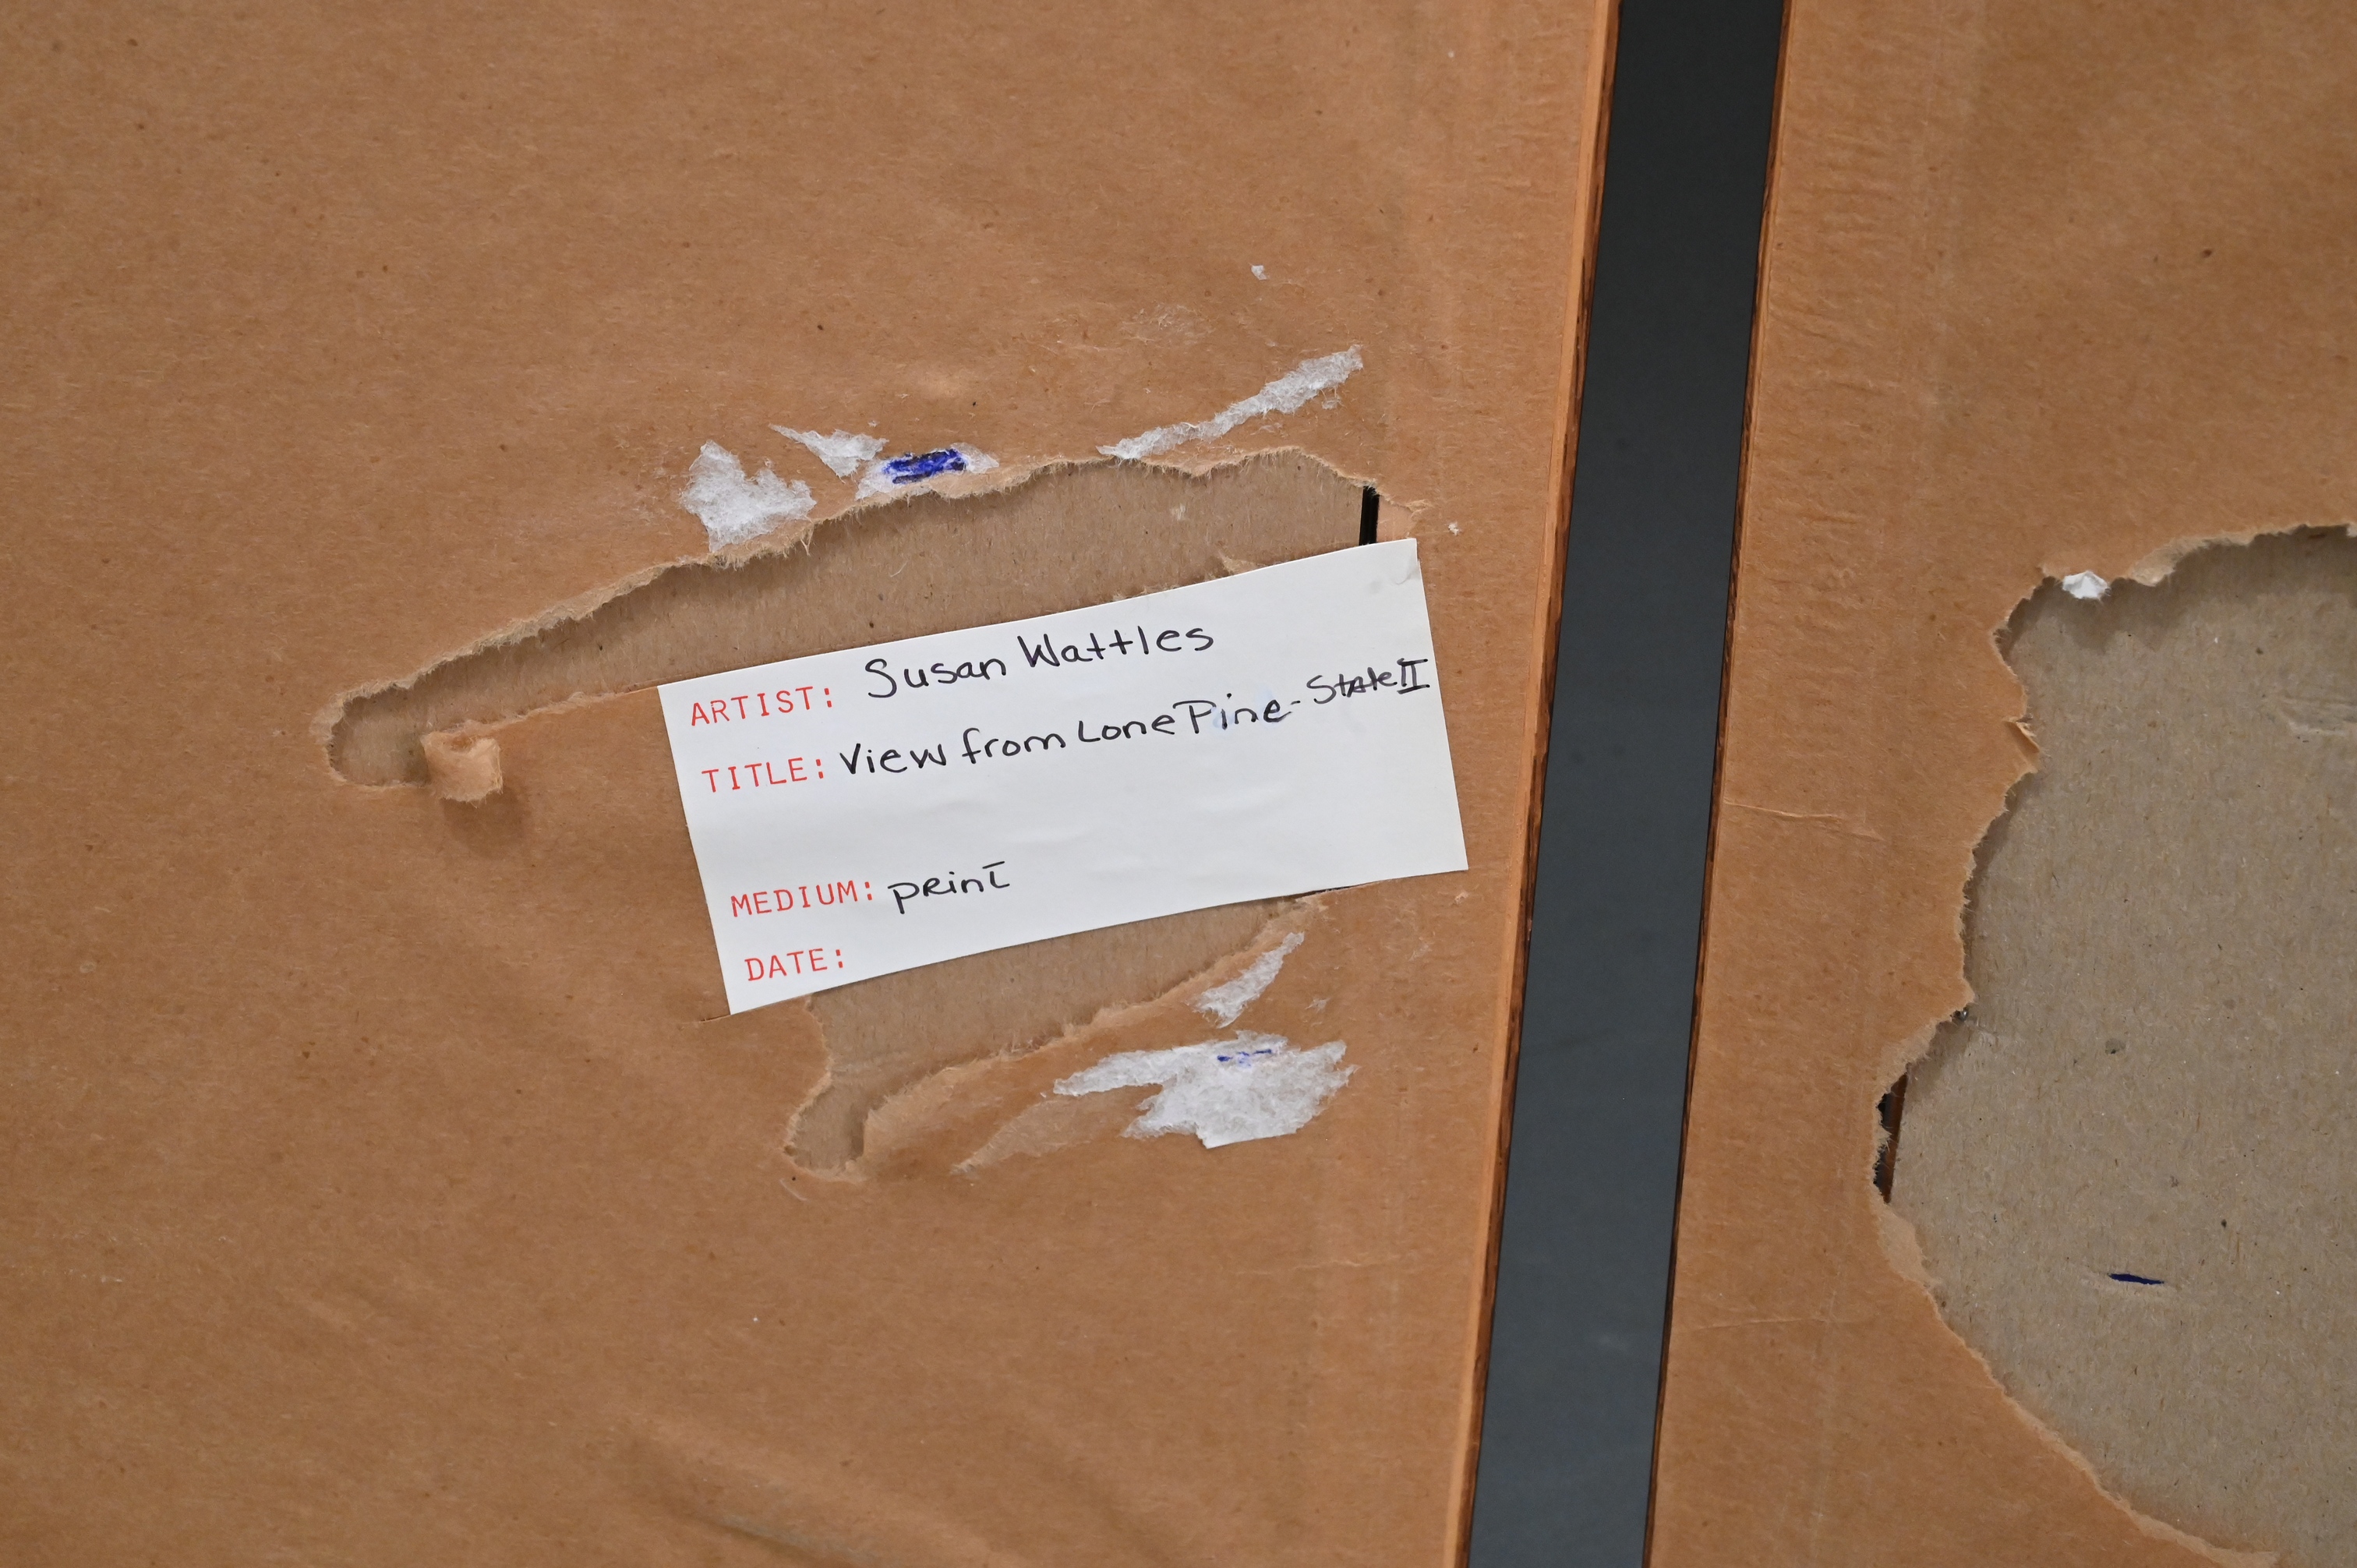 ARTIST: Susan Wattles
TITLE: View from Lone Pine - State II
MEDIUM: print
DATE: